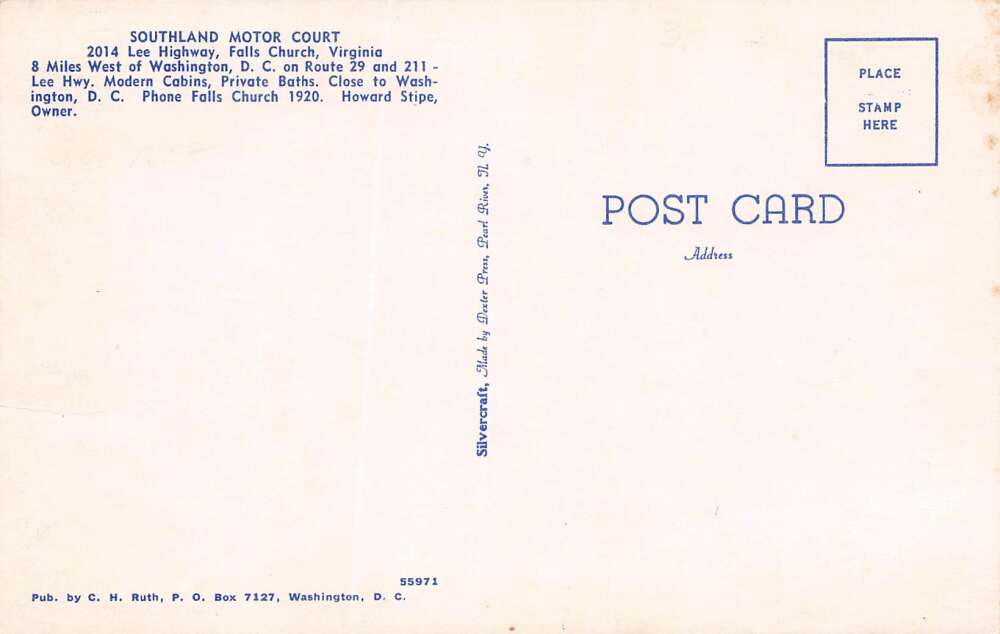 SOUTHLAND MOTOR COURT
2014 Lee Highway, Falls Church, Virginia
8 Miles West of Washington, D. C. on Route 29 and 211 -
Lee Hwy. Modern Cabins, Private Baths. Close to Wash-
ington, D. C. Phone Falls Church 1920. Howard Stipe,
Owner.
Silvercraft, Made by Dexter Press, Pearl River, N. Y.
PLACE
STAMP
HERE
POST CARD
Address
55971
Pub. by C. H. Ruth, P. O. Box 7127, Washington, D. C.